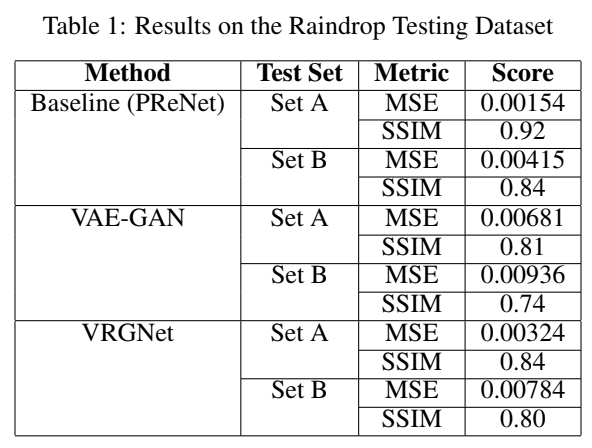 Table 1: Results on the Raindrop Testing Dataset
Method Test Set Metric Score
Baseline (PReNet) Set A MSE 0.00154
SSIM 0.92
Set B MSE 0.00415
SSIM 0.84
VAE-GAN Set A MSE 0.00681
SSIM 0.81
Set B MSE 0.00936
SSIM 0.74
VRGNet Set A MSE 0.00324
SSIM 0.84
Set B MSE 0.00784
SSIM 0.80